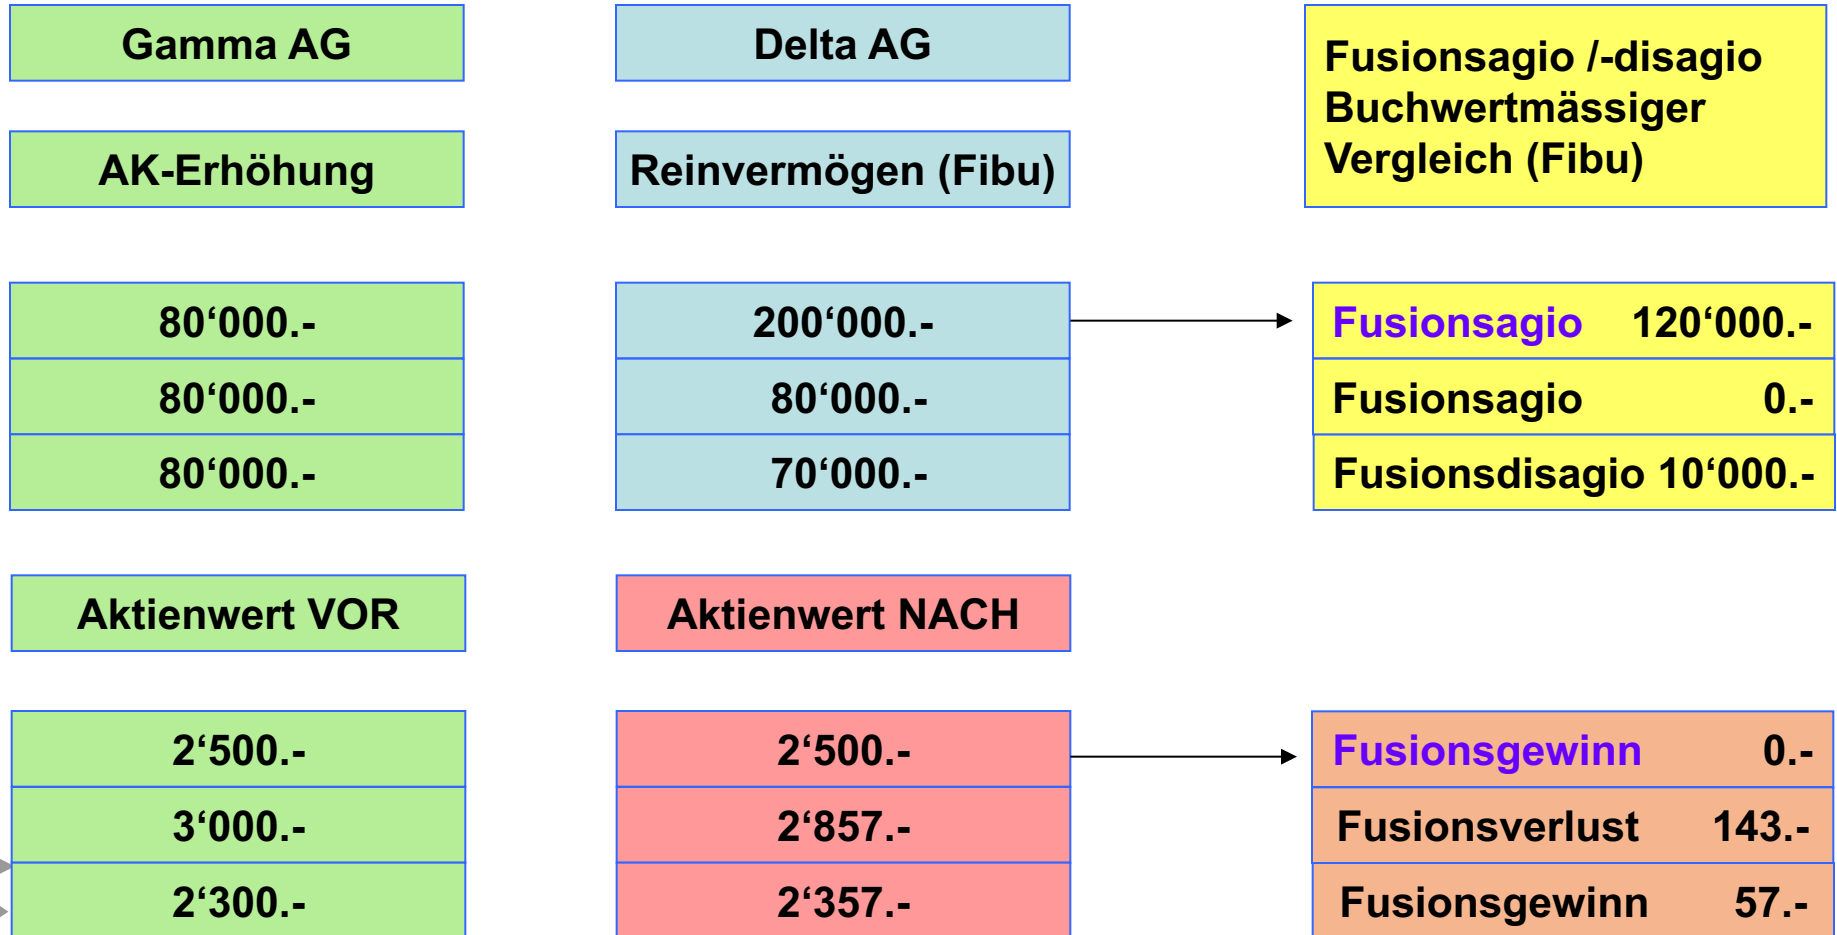 Gamma AG
Delta AG
Fusionsagio /-disagio
Buchwertmässiger
Vergleich (Fibu)
AK-Erhöhung
Reinvermögen (Fibu)
80‘000.-
200‘000.-
Fusionsagio 120‘000.-
80‘000.-
80‘000.-
Fusionsagio 0.-
80‘000.-
70‘000.-
Fusionsdisagio 10‘000.-
Aktienwert VOR
Aktienwert NACH
2‘500.-
2‘500.-
Fusionsgewinn 0.-
3‘000.-
2‘857.-
Fusionsverlust 143.-
2‘300.-
2‘357.-
Fusionsgewinn 57.-